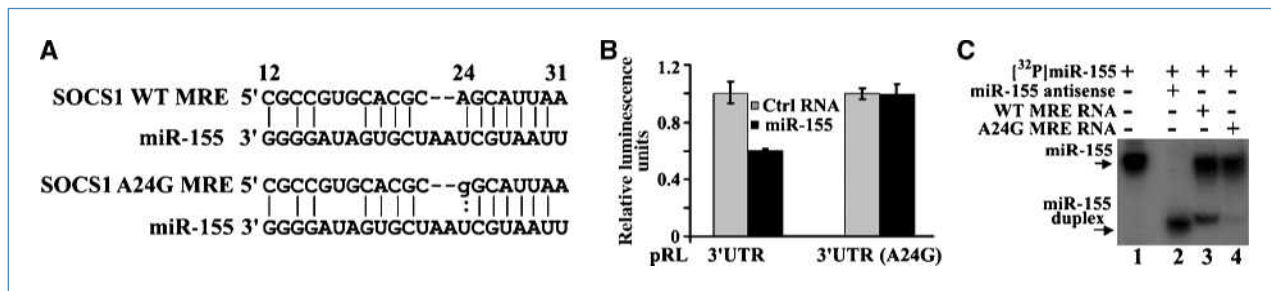 A
12 24 31
SOCS1 WT MRE 5'CGCCGUGCACGC--AGCAUUAA
miR-155 3'GGGGAUAGUGCUAAUCGUAAUU
SOCS1 A24G MRE 5'CGCCGUGCACGC--gGCAUUAA
miR-155 3'GGGGAUAGUGCUAAUCGUAAUU
B
Relative luminescence
units
1.2
0.8
0.4
0
Ctrl RNA
miR-155
pRL 3'UTR 3'UTR (A24G)
C
[32P]miR-155 + + + +
miR-155 antisense - + - -
WT MRE RNA - - + -
A24G MRE RNA - - - +
miR-155
miR-155
duplex
1 2 3 4